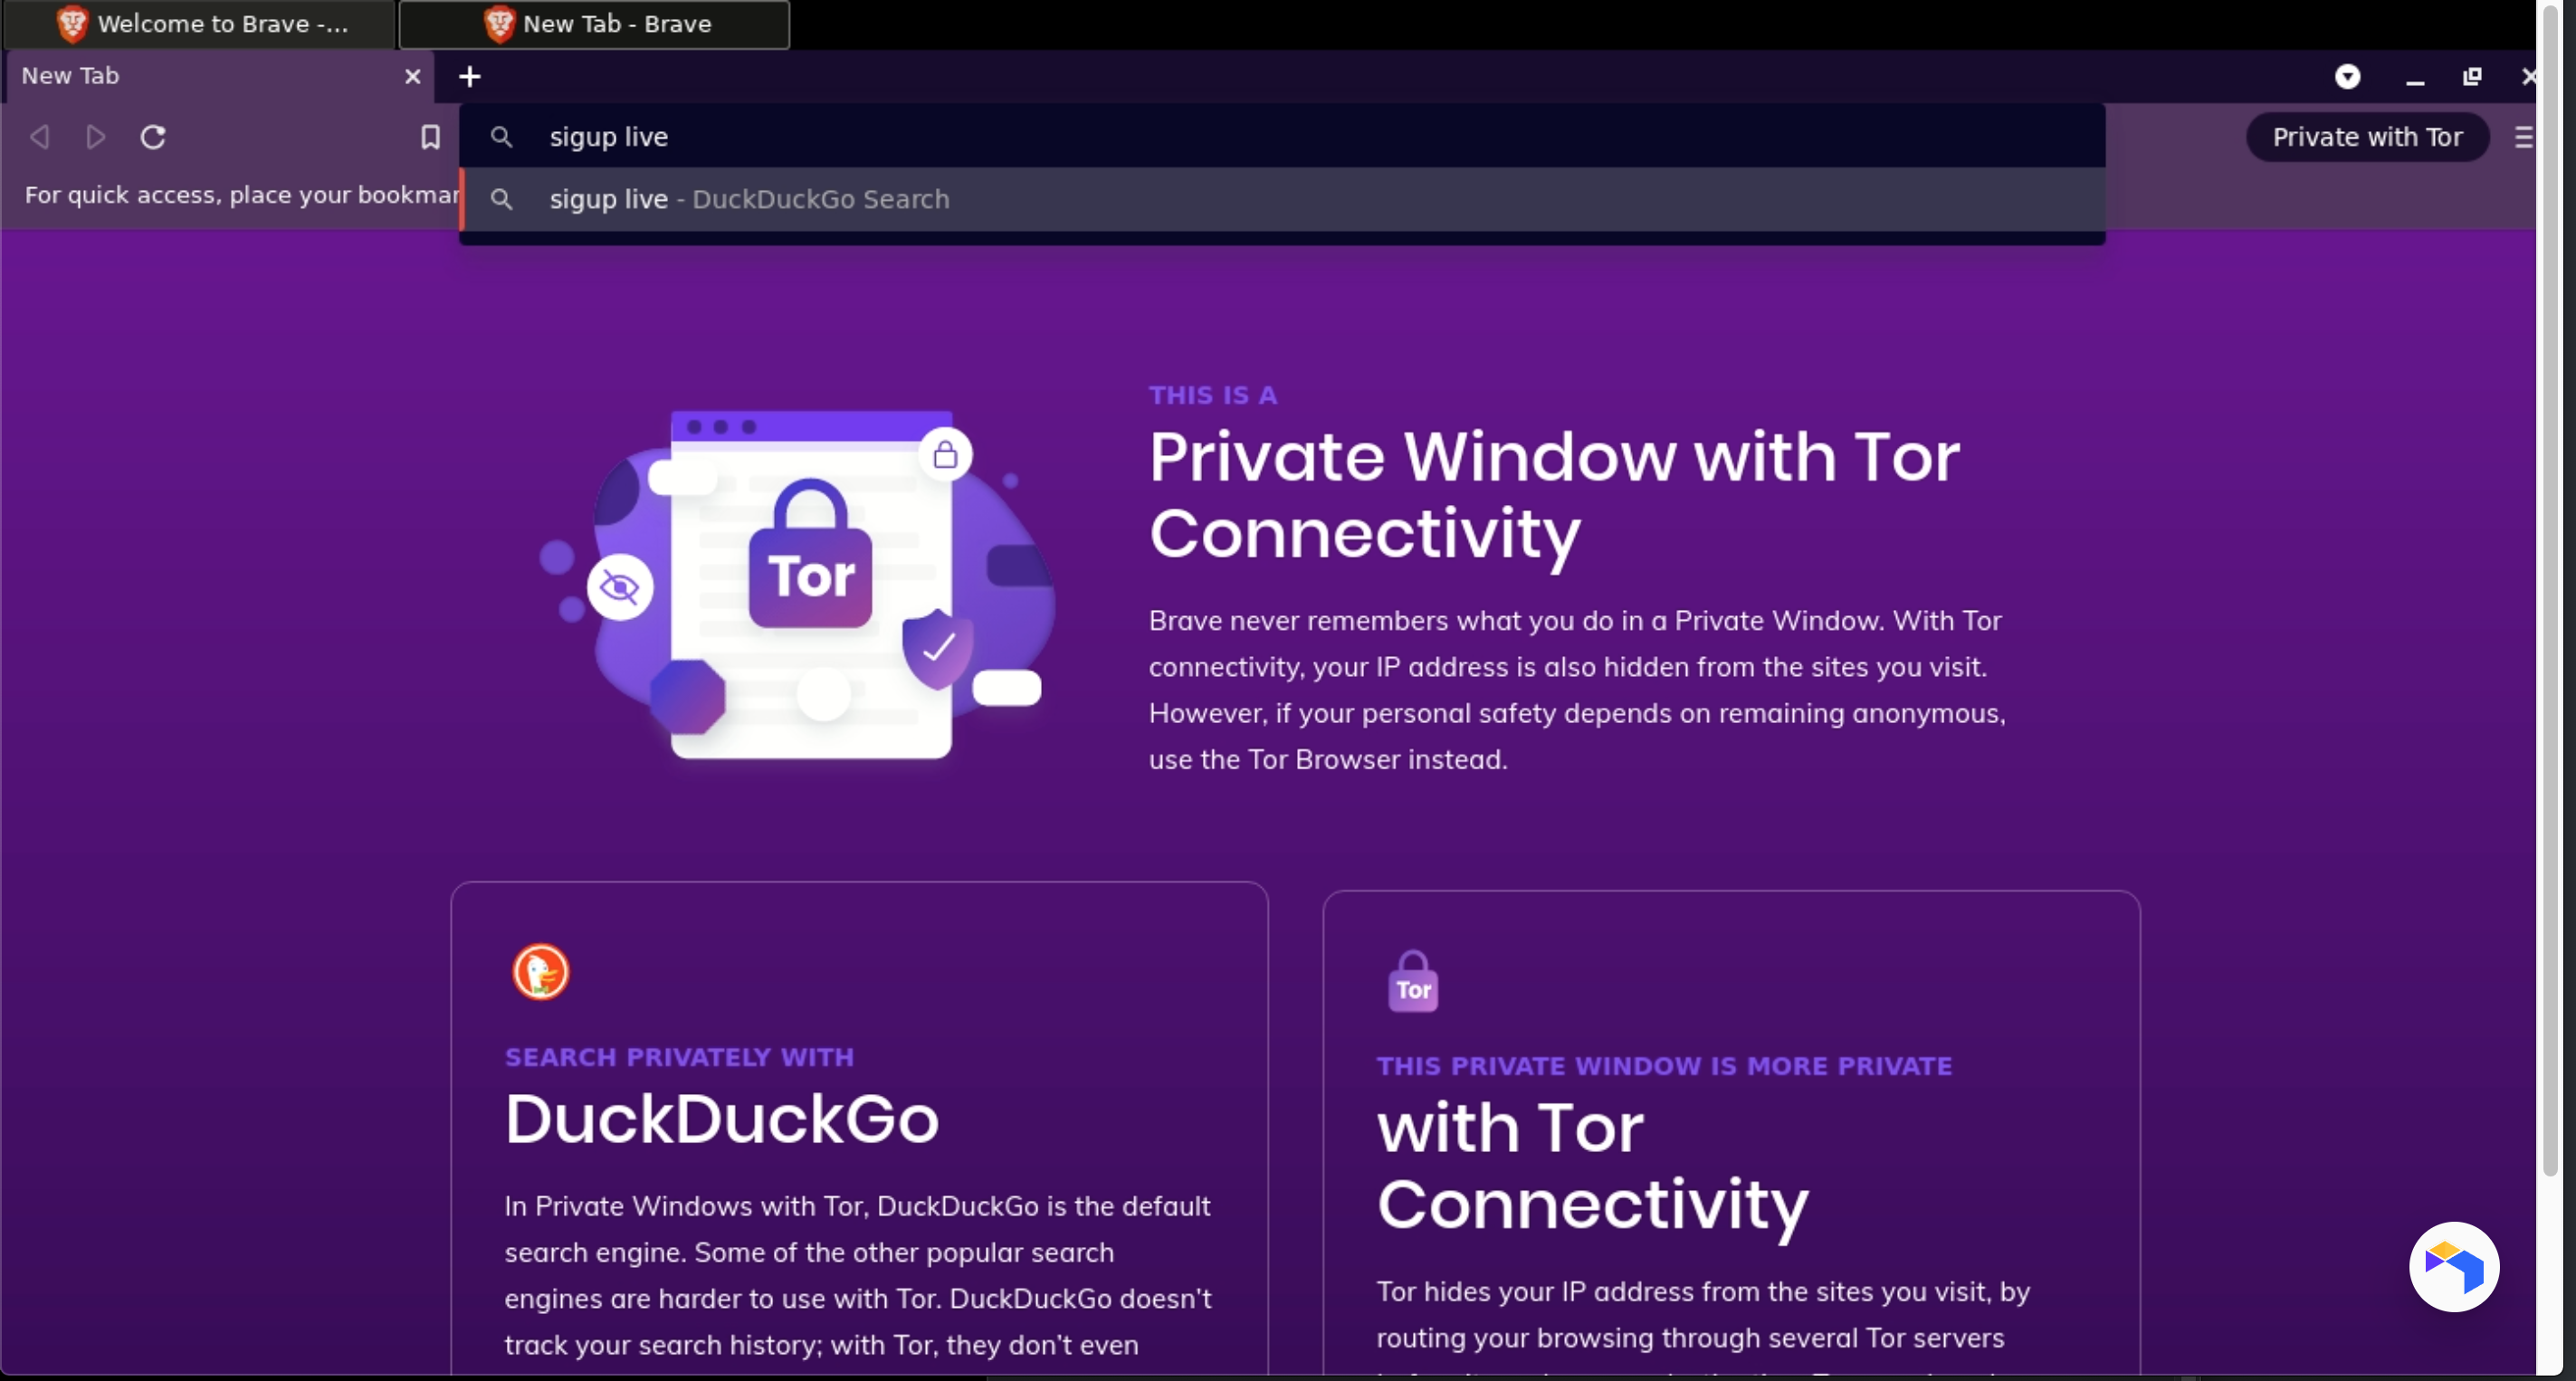 Welcome to Brave -...
New Tab - Brave
New Tab
sigup live
Private with Tor
For quick access, place your bookmar
sigup live - DuckDuckGo Search
THIS IS A
Private Window with Tor
Connectivity
Tor
Brave never remembers what you do in a Private Window. With Tor
connectivity, your IP address is also hidden from the sites you visit.
However, if your personal safety depends on remaining anonymous,
use the Tor Browser instead.
SEARCH PRIVATELY WITH
DuckDuckGo
In Private Windows with Tor, DuckDuckGo is the default
search engine. Some of the other popular search
engines are harder to use with Tor. DuckDuckGo doesn't
track your search history; with Tor, they don't even
Tor
THIS PRIVATE WINDOW IS MORE PRIVATE
with Tor
Connectivity
Tor hides your IP address from the sites you visit, by
routing your browsing through several Tor servers